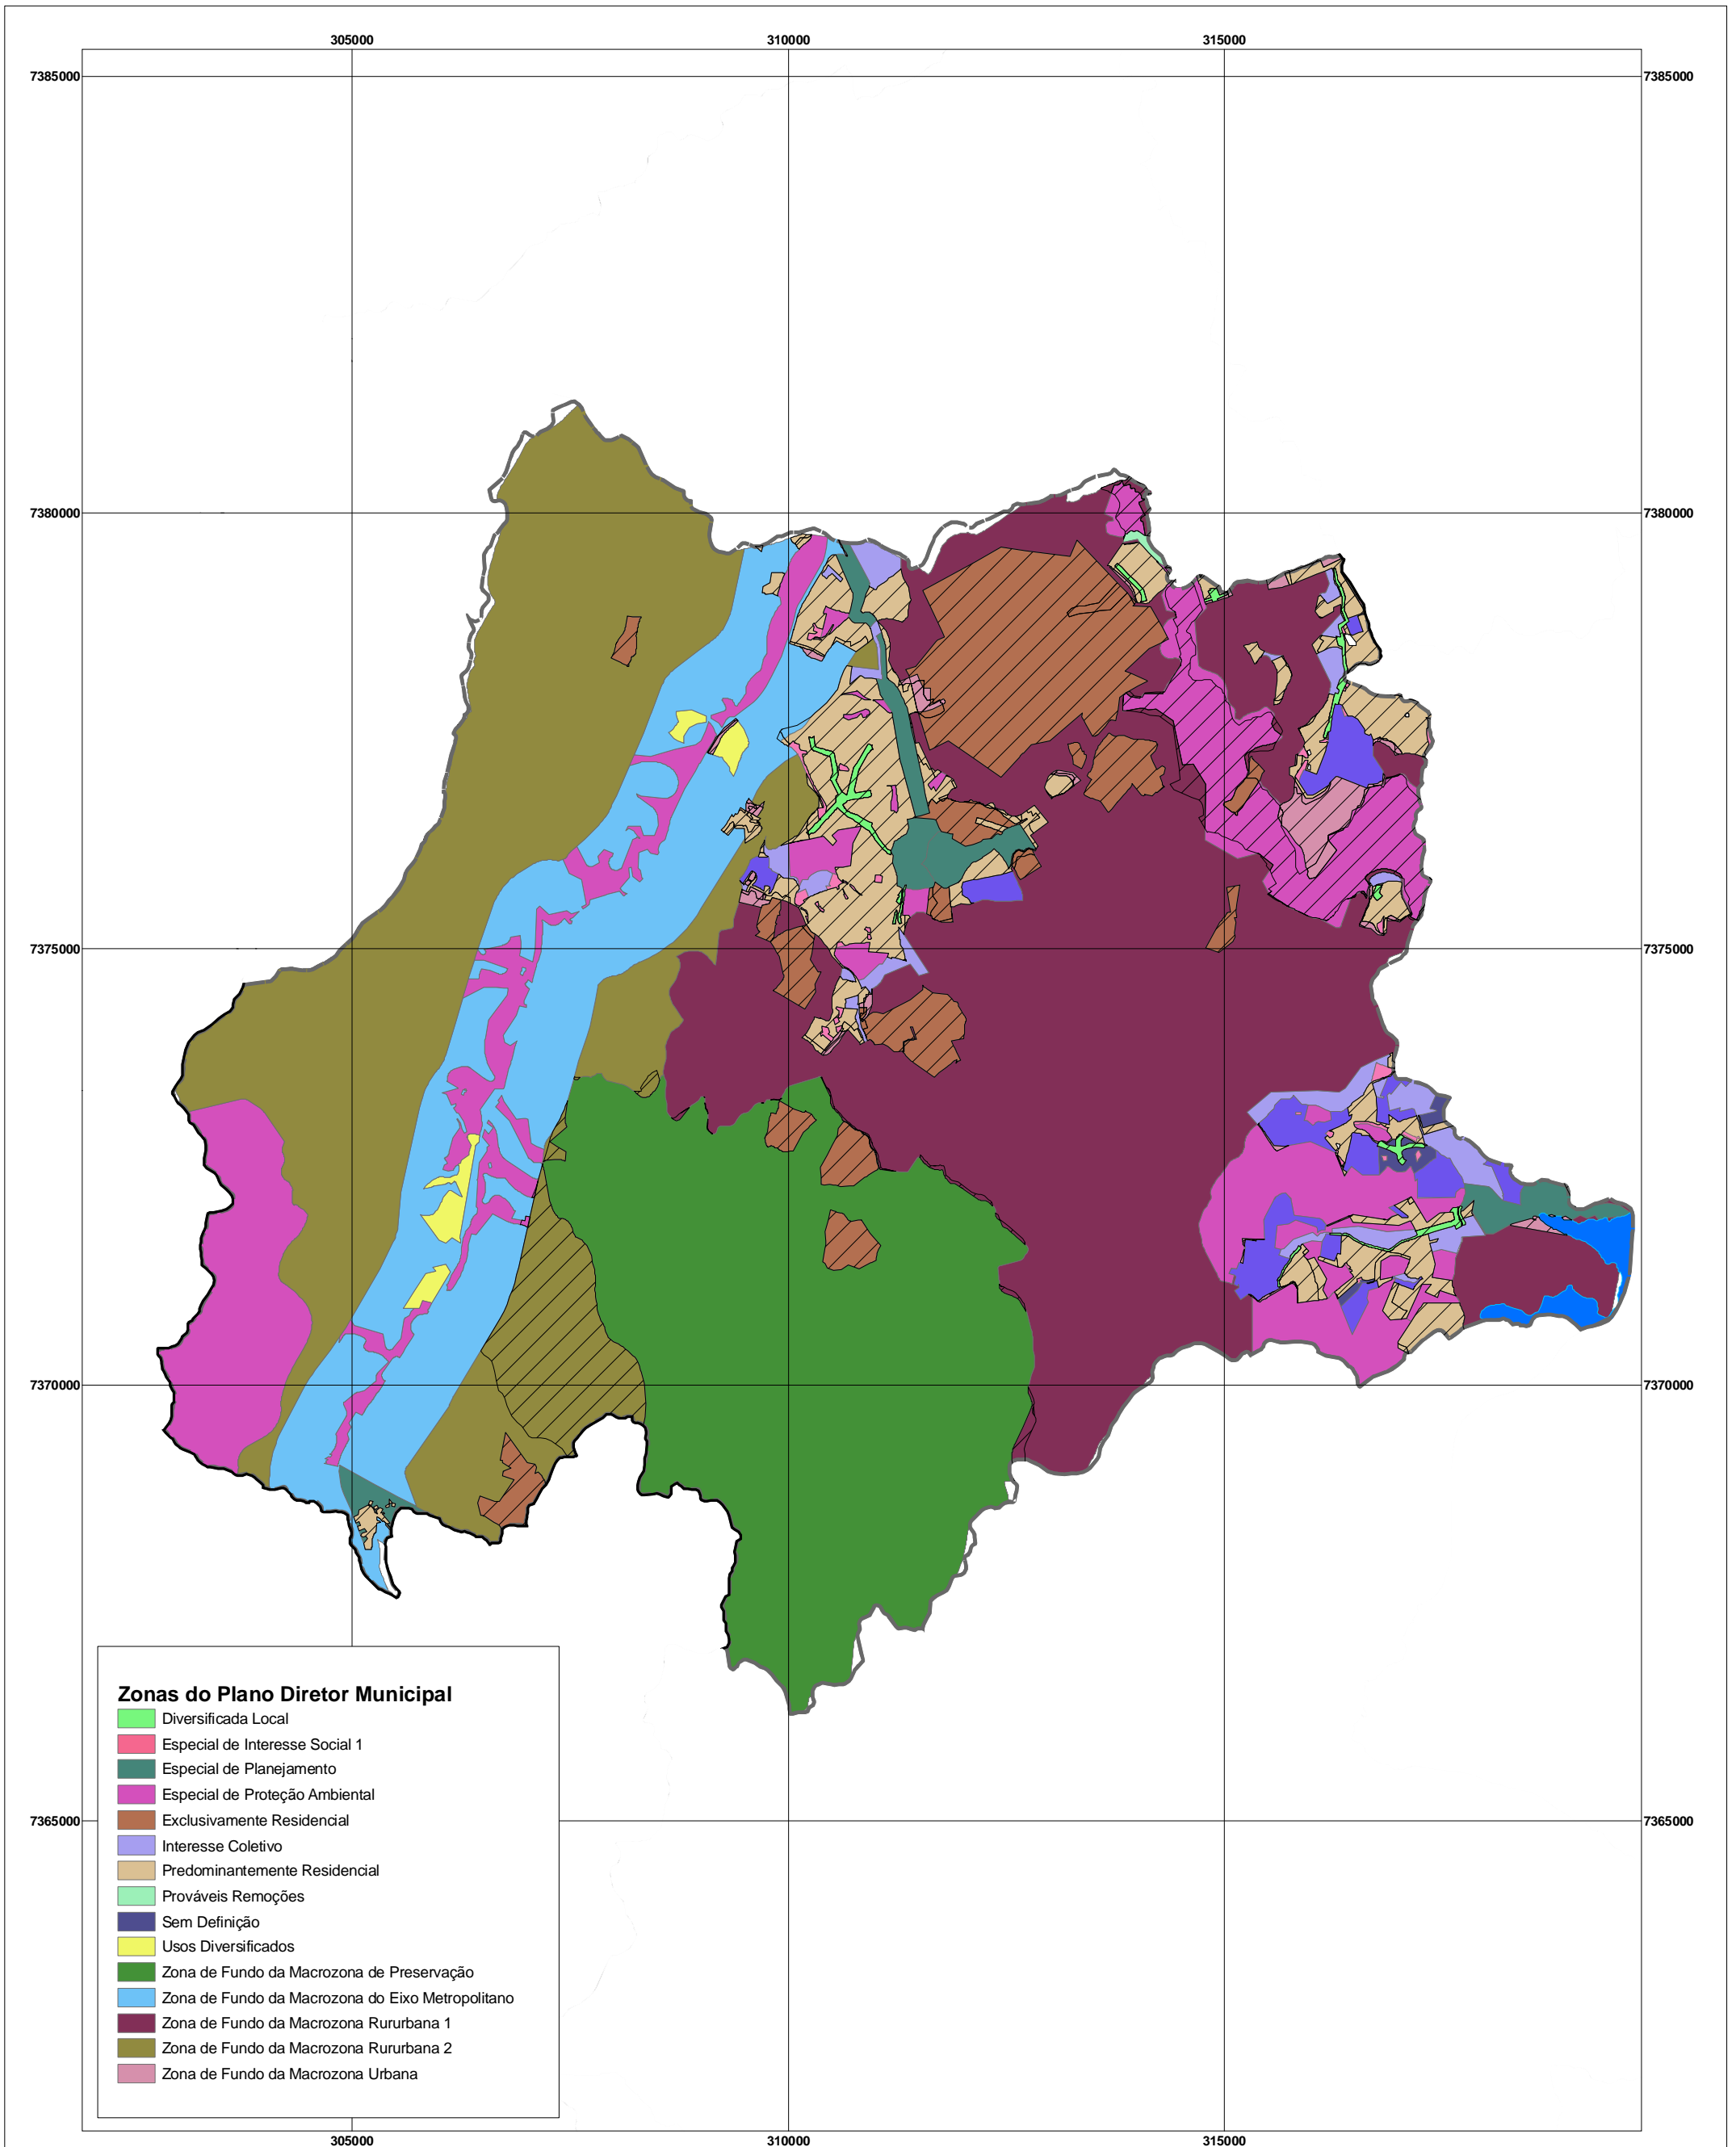 305000 310000 315000
7385000 7385000
7380000 7380000
7375000 7375000
7370000 7370000
7365000 7365000
Zonas do Plano Diretor Municipal
Diversificada Local
Especial de Interesse Social 1
Especial de Planejamento
Especial de Proteção Ambiental
Exclusivamente Residencial
Interesse Coletivo
Predominantemente Residencial
Prováveis Remoções
Sem Definição
Usos Diversificados
Zona de Fundo da Macrozona de Preservação
Zona de Fundo da Macrozona do Eixo Metropolitano
Zona de Fundo da Macrozona Rururbana 1
Zona de Fundo da Macrozona Rururbana 2
Zona de Fundo da Macrozona Urbana
305000 310000 315000